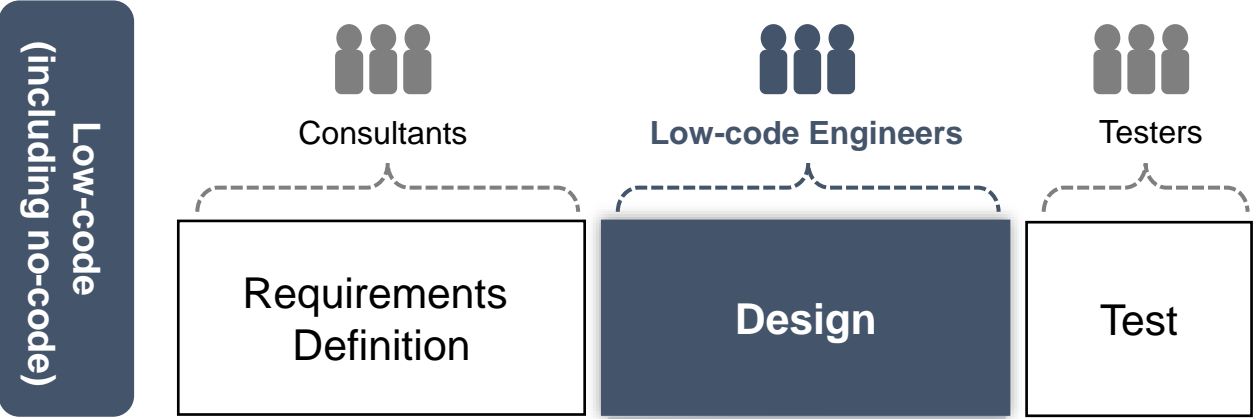 Low-code
(including no-code)
Consultants
Low-code Engineers
Testers
Requirements
Definition
Design
Test